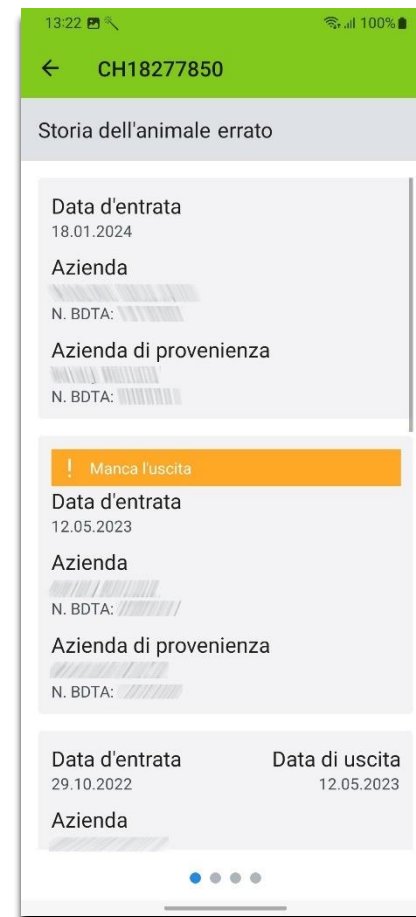 13:22 100%
CH18277850
Storia dell'animale errato
Data d'entrata
18.01.2024
Azienda
N. BDTA:
Azienda di provenienza
N. BDTA:
! Manca l'uscita
Data d'entrata
12.05.2023
Azienda
N. BDTA:
Azienda di provenienza
N. BDTA:
Data d'entrata Data di uscita
29.10.2022 12.05.2023
Azienda